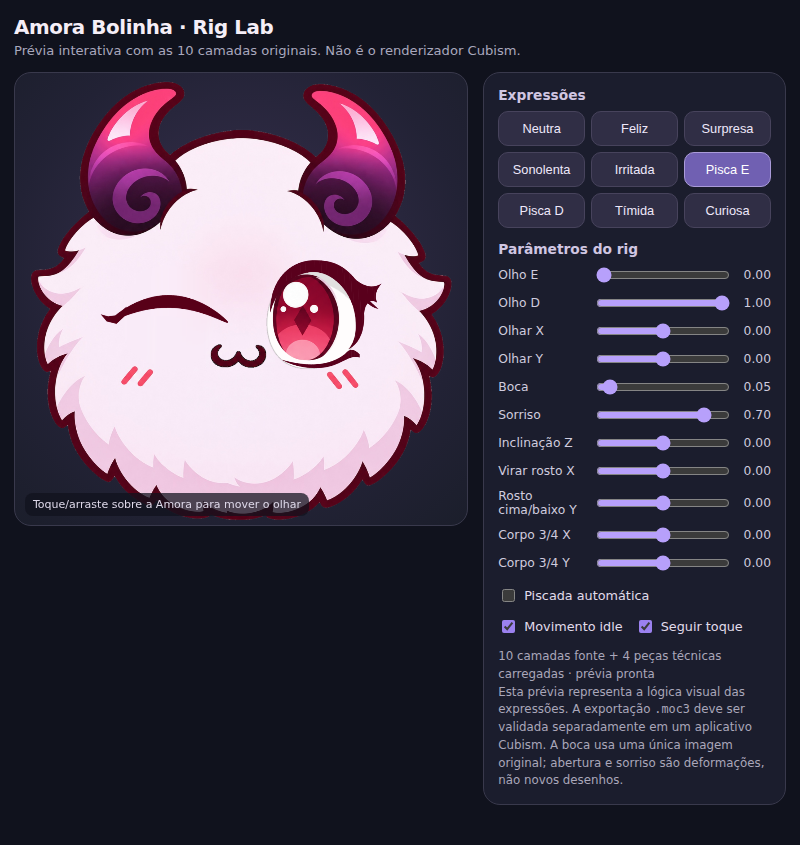 Amora Bolinha · Rig Lab
Prévia interativa com as 10 camadas originais. Não é o renderizador Cubism.
Toque/arraste sobre a Amora para mover o olhar
Expressões
Neutra
Feliz
Surpresa
Sonolenta
Irritada
Pisca E
Pisca D
Tímida
Curiosa
Parâmetros do rig
Olho E 0.00
Olho D 1.00
Olhar X 0.00
Olhar Y 0.00
Boca 0.05
Sorriso 0.70
Inclinação Z 0.00
Virar rosto X 0.00
Rosto
cima/baixo Y 0.00
Corpo 3/4 X 0.00
Corpo 3/4 Y 0.00
Piscada automática
Movimento idle Seguir toque
10 camadas fonte + 4 peças técnicas
carregadas · prévia pronta
Esta prévia representa a lógica visual das
expressões. A exportação .moc3 deve ser
validada separadamente em um aplicativo
Cubism. A boca usa uma única imagem
original; abertura e sorriso são deformações,
não novos desenhos.